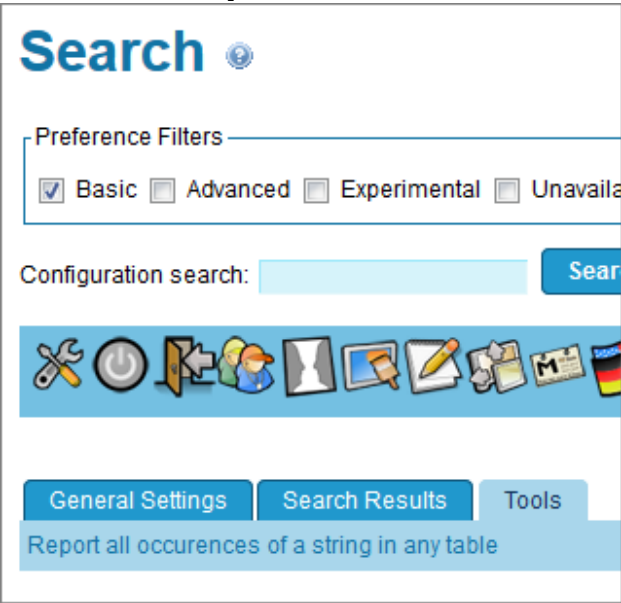 Search
Preference Filters
Basic Advanced Experimental
Configuration search:
General Settings Search Results Tools
Report all occurences of a string in any table